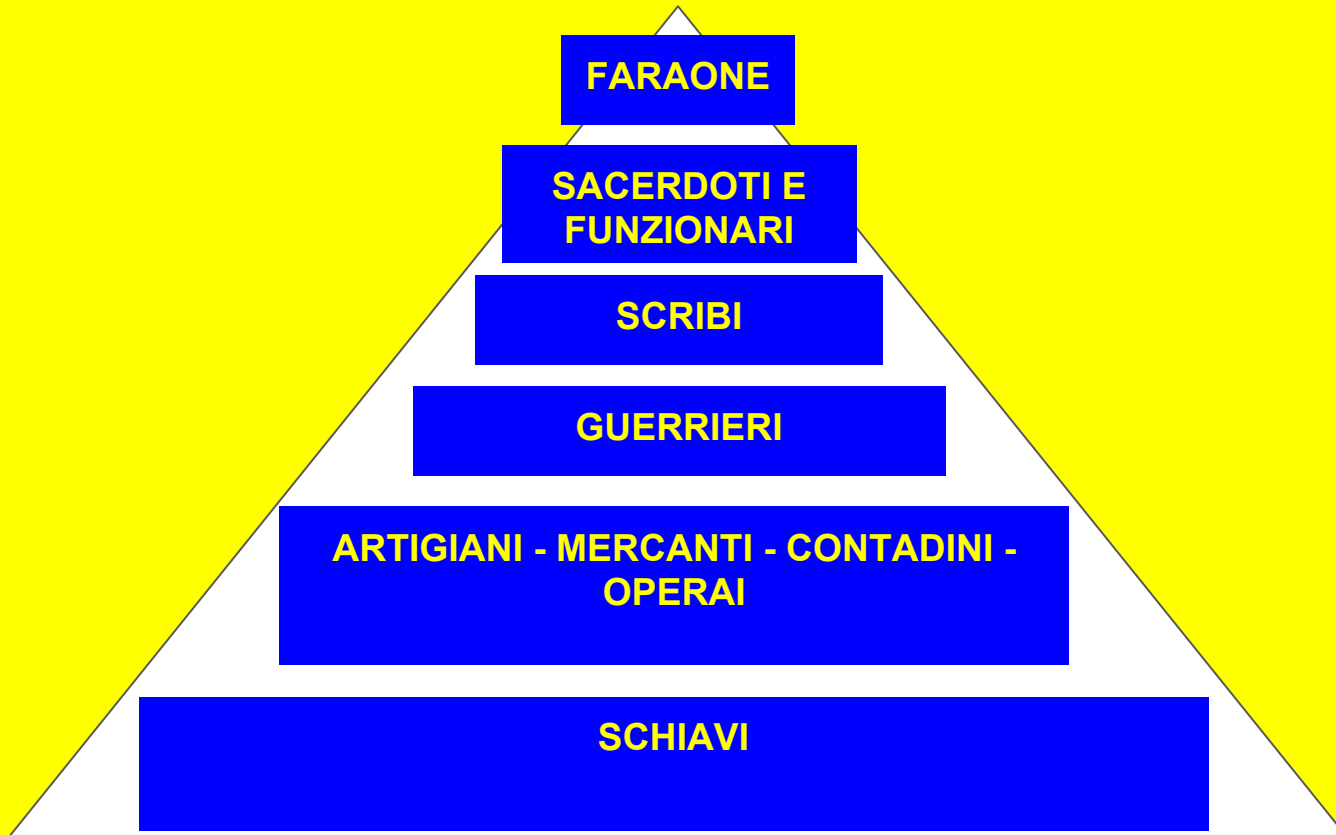 FARAONE
SACERDOTI E
FUNZIONARI
SCRIBI
GUERRIERI
ARTIGIANI - MERCANTI - CONTADINI -
OPERAI
SCHIAVI